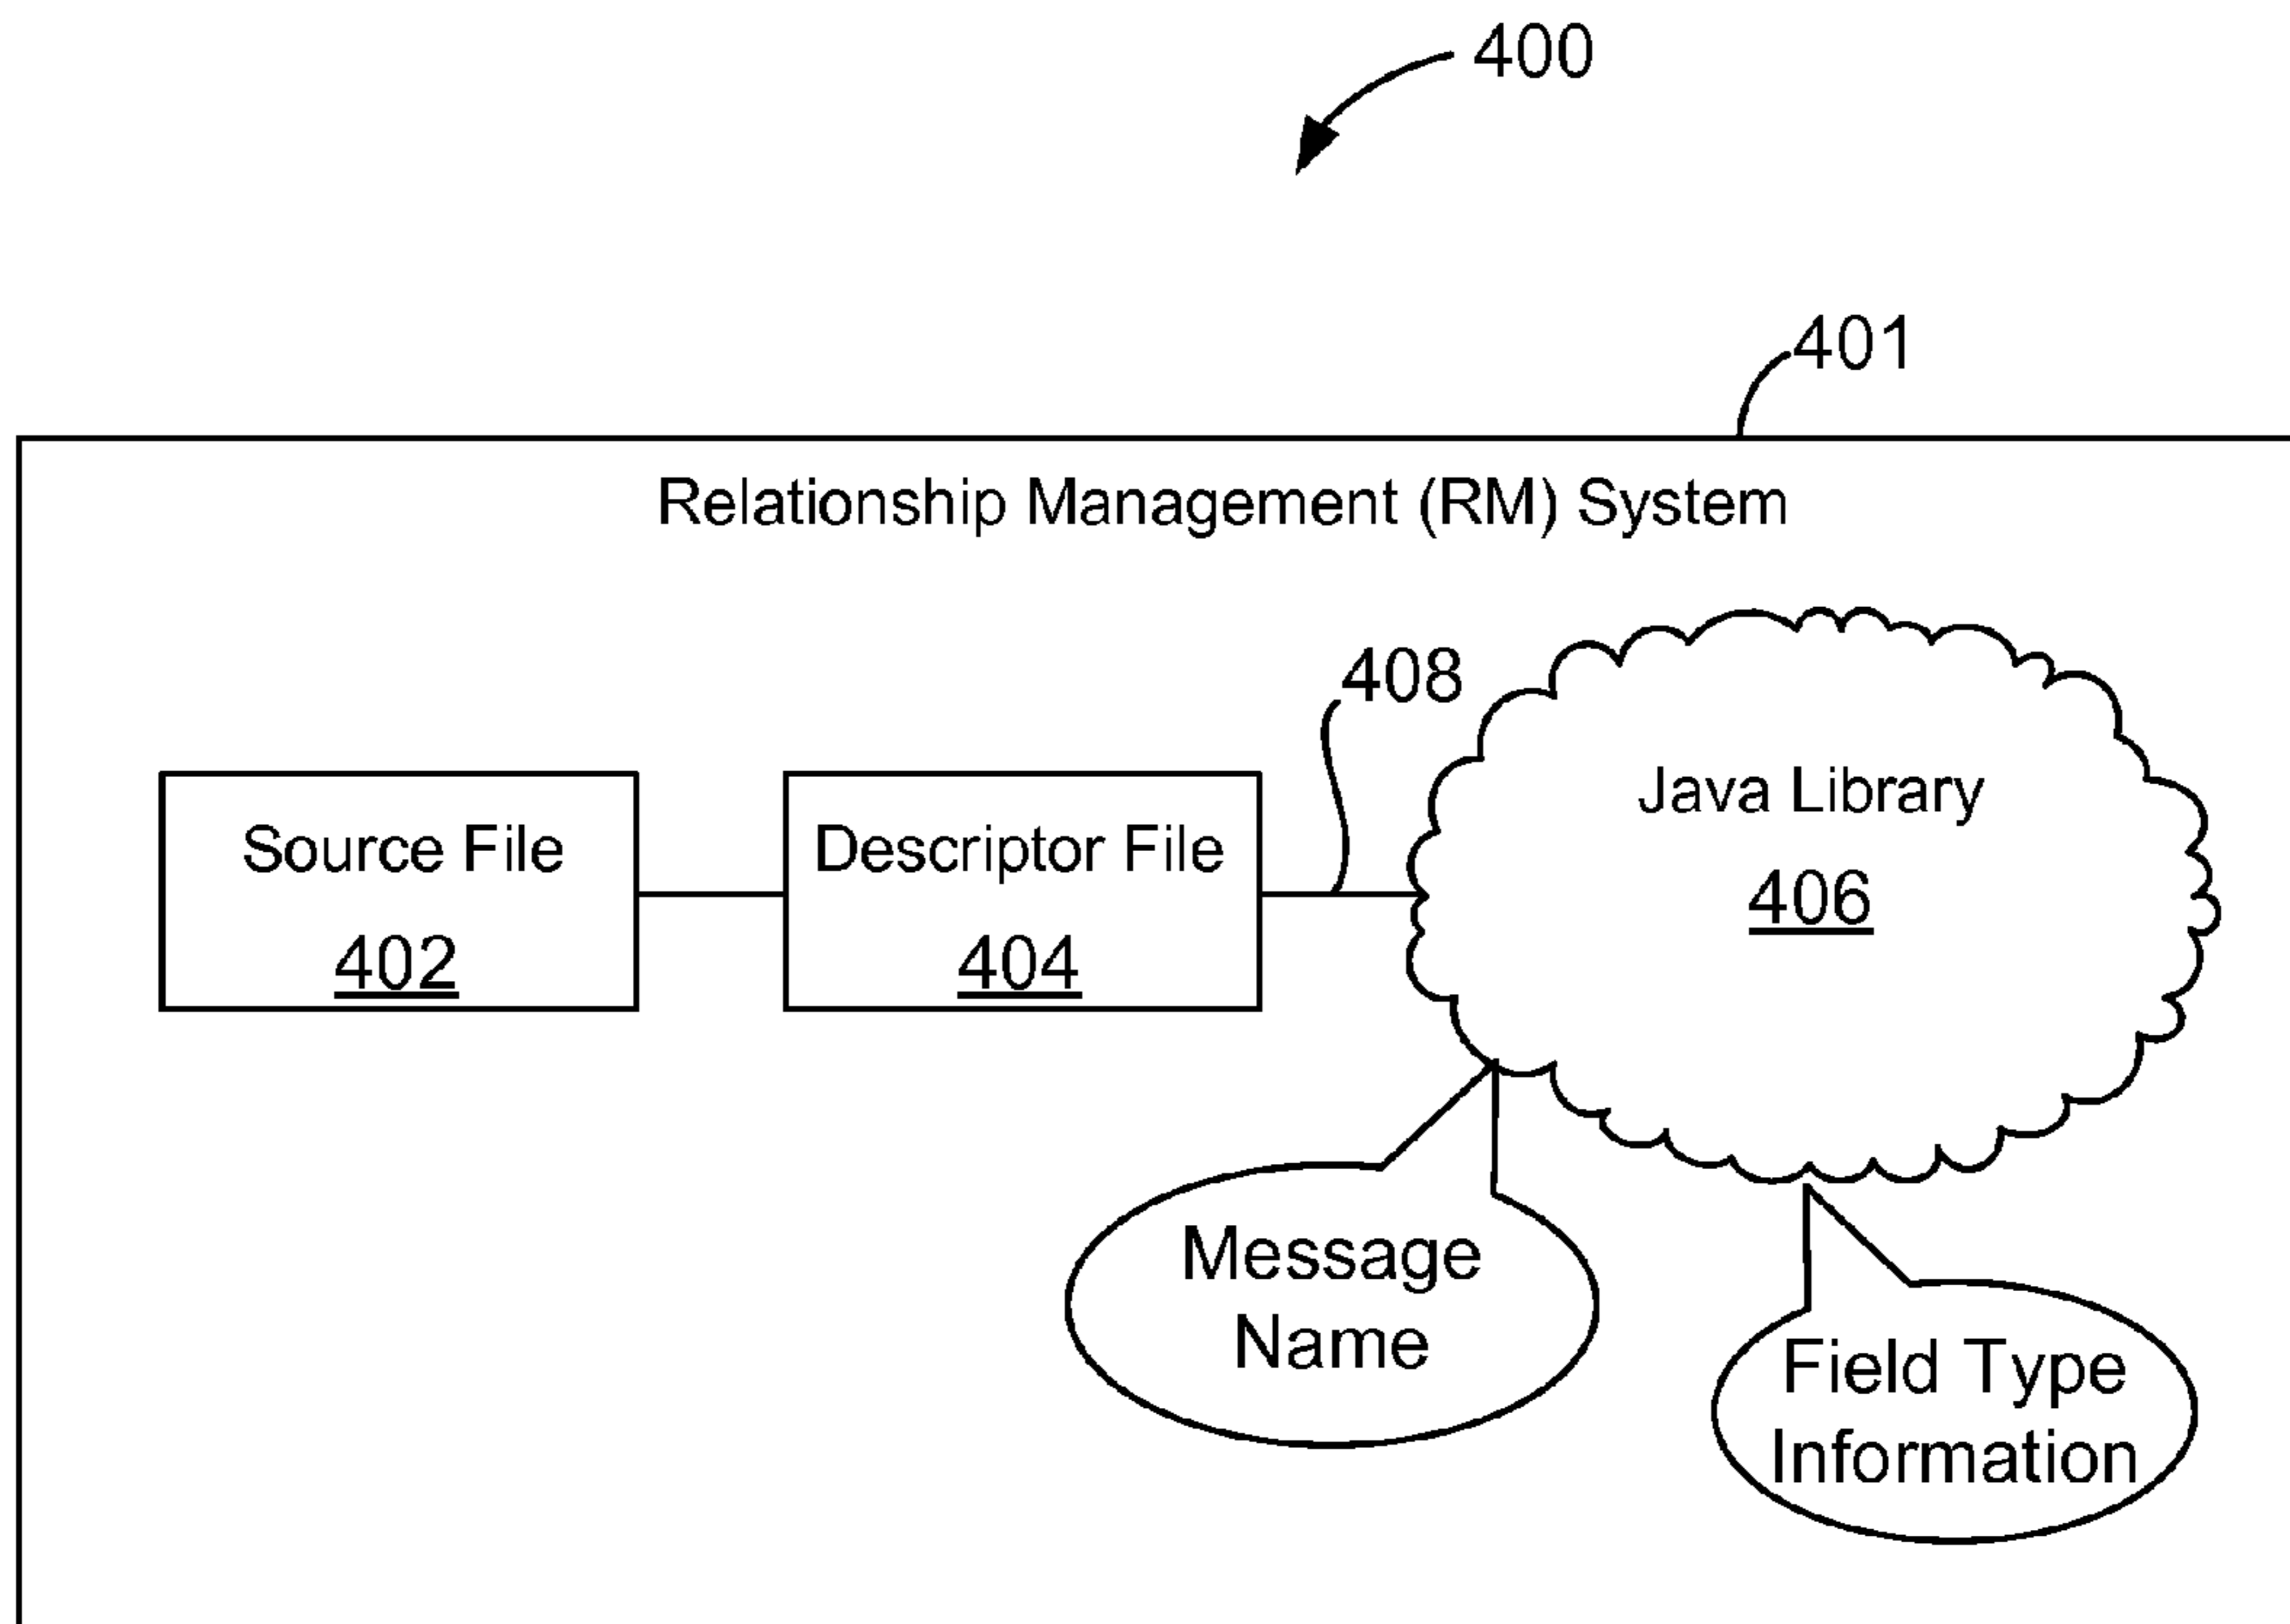 400
401
Relationship Management (RM) System
408
Source File
402
Descriptor File
404
Java Library
406
Message
Name
Field Type
Information